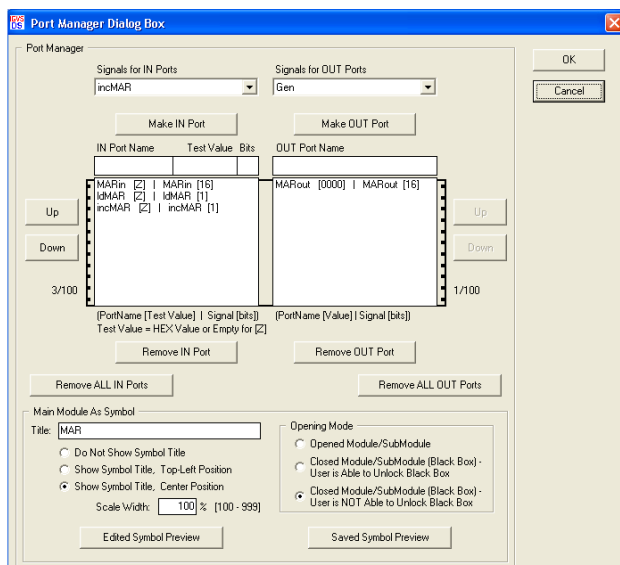 IGVS
DS
Port Manager Dialog Box
Port Manager
OK
Cancel
Signals for IN Ports
Signals for OUT Ports
incMAR
Gen
Make IN Port
Make OUT Port
IN Port Name Test Value Bits
OUT Port Name
MARin [Z] | MARin [16]
ldMAR [Z] | ldMAR [1]
incMAR [Z] | incMAR [1]
MARout [0000] | MARout [16]
Up
Down
Up
Down
3/100
1/100
(PortName [Test Value] | Signal [bits])
Test Value = HEX Value or Empty for [Z]
(PortName [Value] | Signal [bits])
Remove IN Port
Remove OUT Port
Remove ALL IN Ports
Remove ALL OUT Ports
Main Module As Symbol
Title: MAR
Do Not Show Symbol Title
Show Symbol Title, Top-Left Position
Show Symbol Title, Center Position
Scale Width: 100 % [100 - 999]
Opening Mode
Opened Module/SubModule
Closed Module/SubModule (Black Box) -
User is Able to Unlock Black Box
Closed Module/SubModule (Black Box) -
User is NOT Able to Unlock Black Box
Edited Symbol Preview
Saved Symbol Preview